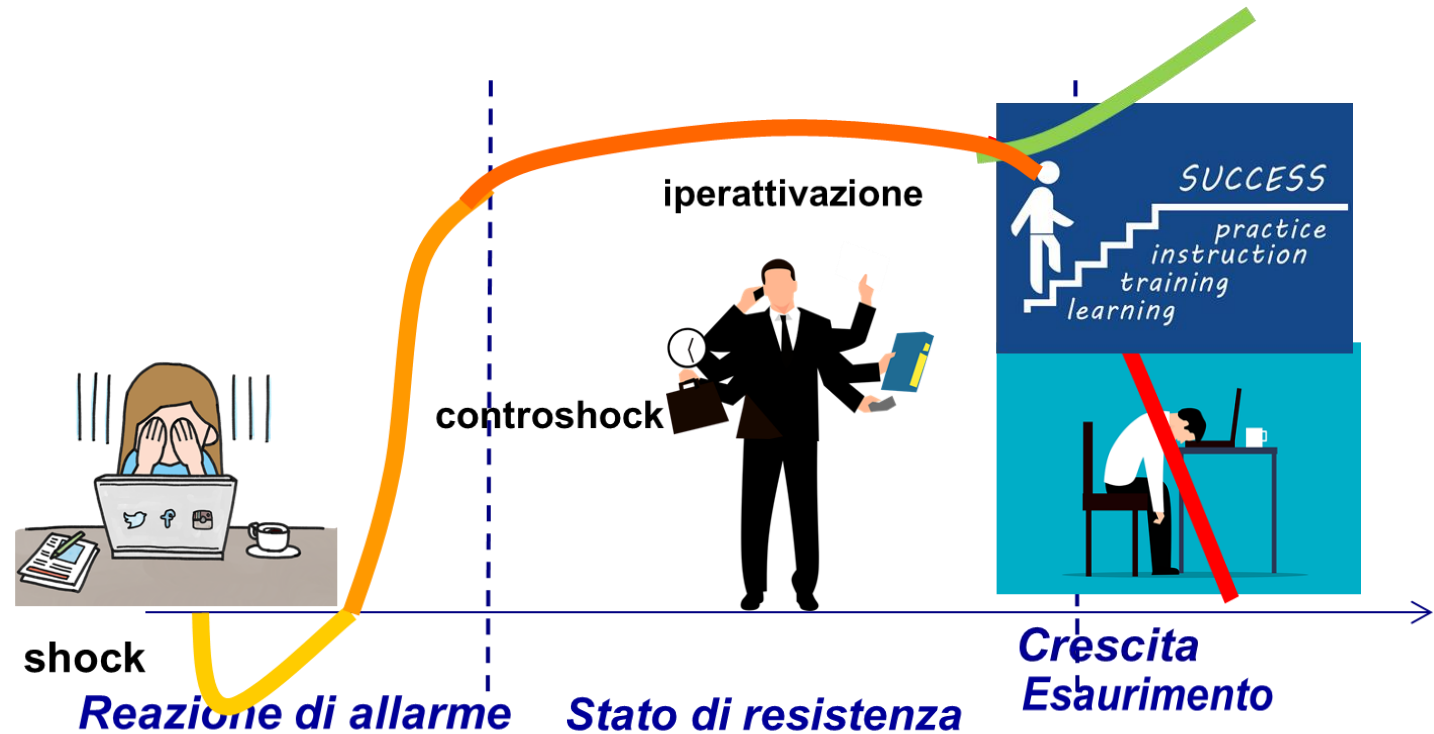 iperattivazione
SUCCESS
practice
instruction
training
learning
controshock
shock
Reazione di allarme
Stato di resistenza
Crescita
Esaurimento